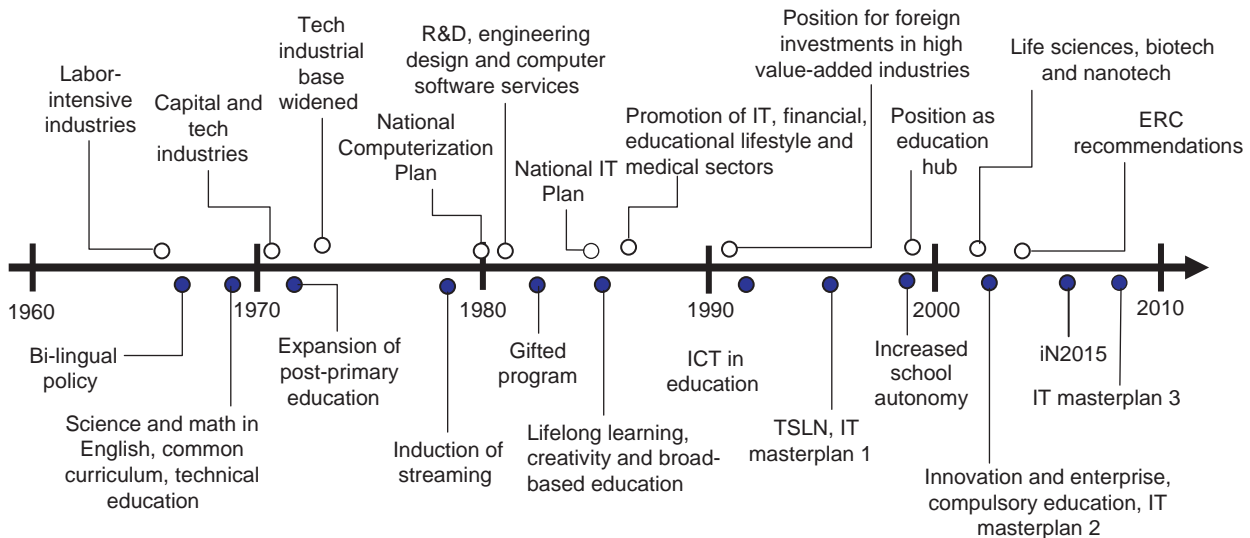 Labor-
intensive
industries
Capital and
tech
industries
Tech
industrial
base
widened
National
Computerization
Plan
R&D, engineering
design and computer
software services
National IT
Plan
Promotion of IT, financial,
educational lifestyle and
medical sectors
Position for foreign
investments in high
value-added industries
Position as
education
hub
Life sciences, biotech
and nanotech
ERC
recommendations
1960
1970
1980
1990
2000
2010
Bi-lingual
policy
Science and math in
English, common
curriculum, technical
education
Expansion of
post-primary
education
Induction of
streaming
Gifted
program
Lifelong learning,
creativity and broad-
based education
ICT in
education
TSLN, IT
masterplan 1
Increased
school
autonomy
Innovation and enterprise,
compulsory education, IT
masterplan 2
iN2015
IT masterplan 3